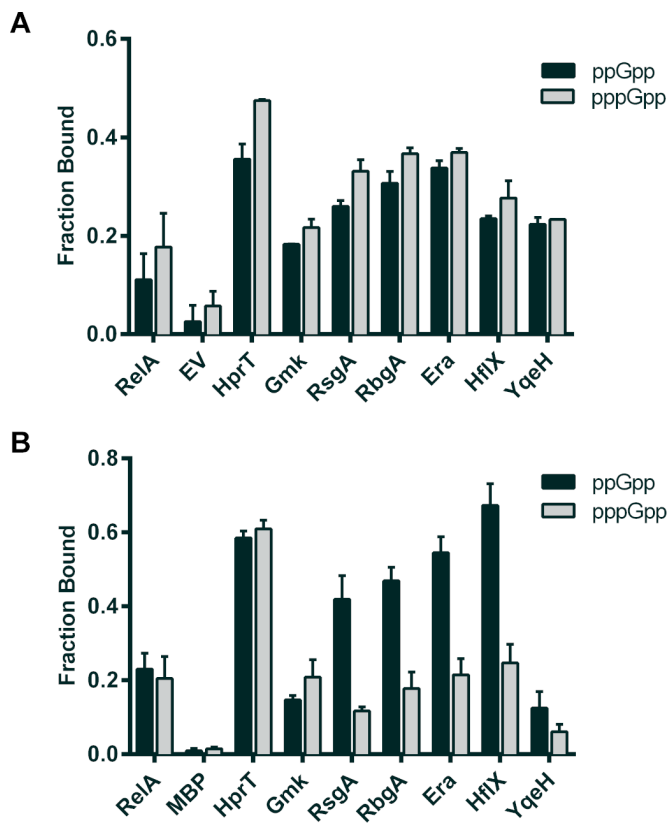 A
0.6
0.4
0.2
0.0
Fraction Bound
ppGpp
pppGpp
RelA
EV
HprT
Gmk
RsgA
RbgA
Era
HflX
YqeH
B
0.8
0.6
0.4
0.2
0.0
Fraction Bound
ppGpp
pppGpp
RelA
MBP
HprT
Gmk
RsgA
RbgA
Era
HflX
YqeH